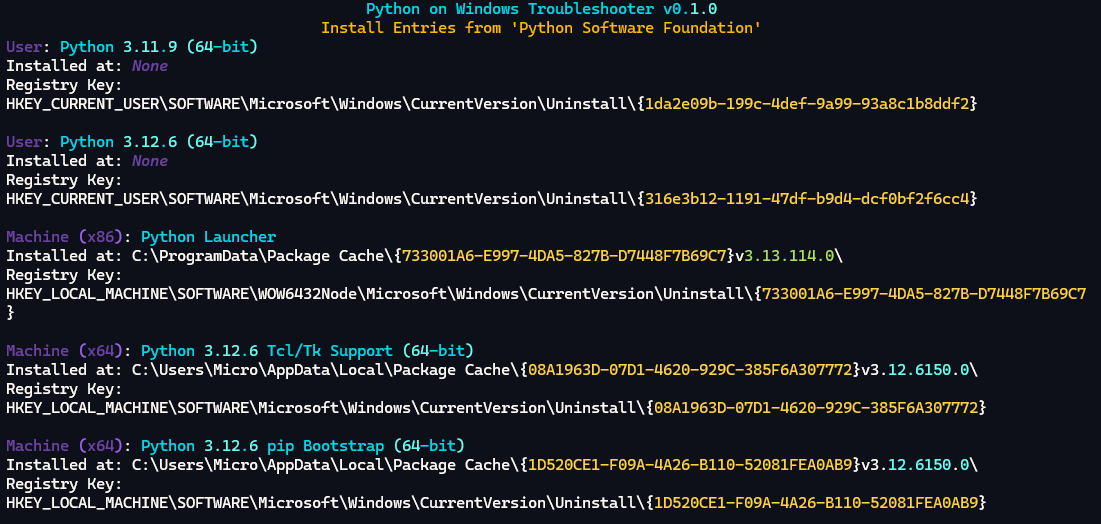 Python on Windows Troubleshooter v0.1.0
Install Entries from 'Python Software Foundation'
User: Python 3.11.9 (64-bit)
Installed at: None
Registry Key:
HKEY_CURRENT_USER\SOFTWARE\Microsoft\Windows\CurrentVersion\Uninstall\{1da2e09b-199c-4def-9a99-93a8c1b8ddf2}
User: Python 3.12.6 (64-bit)
Installed at: None
Registry Key:
HKEY_CURRENT_USER\SOFTWARE\Microsoft\Windows\CurrentVersion\Uninstall\{316e3b12-1191-47df-b9d4-dcf0bf2f6cc4}
Machine (x86): Python Launcher
Installed at: C:\ProgramData\Package Cache\{733001A6-E997-4DA5-827B-D7448F7B69C7}v3.13.114.0\
Registry Key:
HKEY_LOCAL_MACHINE\SOFTWARE\WOW6432Node\Microsoft\Windows\CurrentVersion\Uninstall\{733001A6-E997-4DA5-827B-D7448F7B69C7
}
Machine (x64): Python 3.12.6 Tcl/Tk Support (64-bit)
Installed at: C:\Users\Micro\AppData\Local\Package Cache\{08A1963D-07D1-4620-929C-385F6A307772}v3.12.6150.0\
Registry Key:
HKEY_LOCAL_MACHINE\SOFTWARE\Microsoft\Windows\CurrentVersion\Uninstall\{08A1963D-07D1-4620-929C-385F6A307772}
Machine (x64): Python 3.12.6 pip Bootstrap (64-bit)
Installed at: C:\Users\Micro\AppData\Local\Package Cache\{1D520CE1-F09A-4A26-B110-52081FEA0AB9}v3.12.6150.0\
Registry Key:
HKEY_LOCAL_MACHINE\SOFTWARE\Microsoft\Windows\CurrentVersion\Uninstall\{1D520CE1-F09A-4A26-B110-52081FEA0AB9}